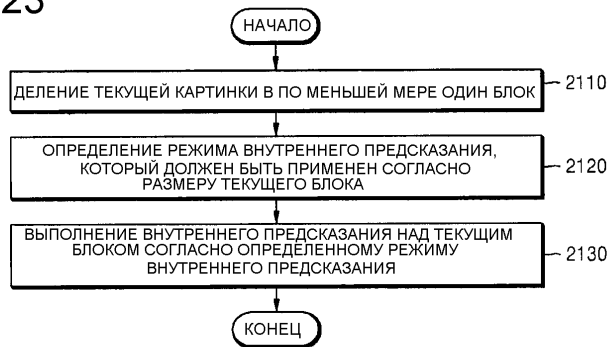 23
НАЧАЛО
ДЕЛЕНИЕ ТЕКУЩЕЙ КАРТИНКИ В ПО МЕНЬШЕЙ МЕРЕ ОДИН БЛОК
2110
ОПРЕДЕЛЕНИЕ РЕЖИМА ВНУТРЕННЕГО ПРЕДСКАЗАНИЯ,
КОТОРЫЙ ДОЛЖЕН БЫТЬ ПРИМЕНЕН СОГЛАСНО
РАЗМЕРУ ТЕКУЩЕГО БЛОКА
2120
ВЫПОЛНЕНИЕ ВНУТРЕННЕГО ПРЕДСКАЗАНИЯ НАД ТЕКУЩИМ
БЛОКОМ СОГЛАСНО ОПРЕДЕЛЕННОМУ РЕЖИМУ
ВНУТРЕННЕГО ПРЕДСКАЗАНИЯ
2130
КОНЕЦ